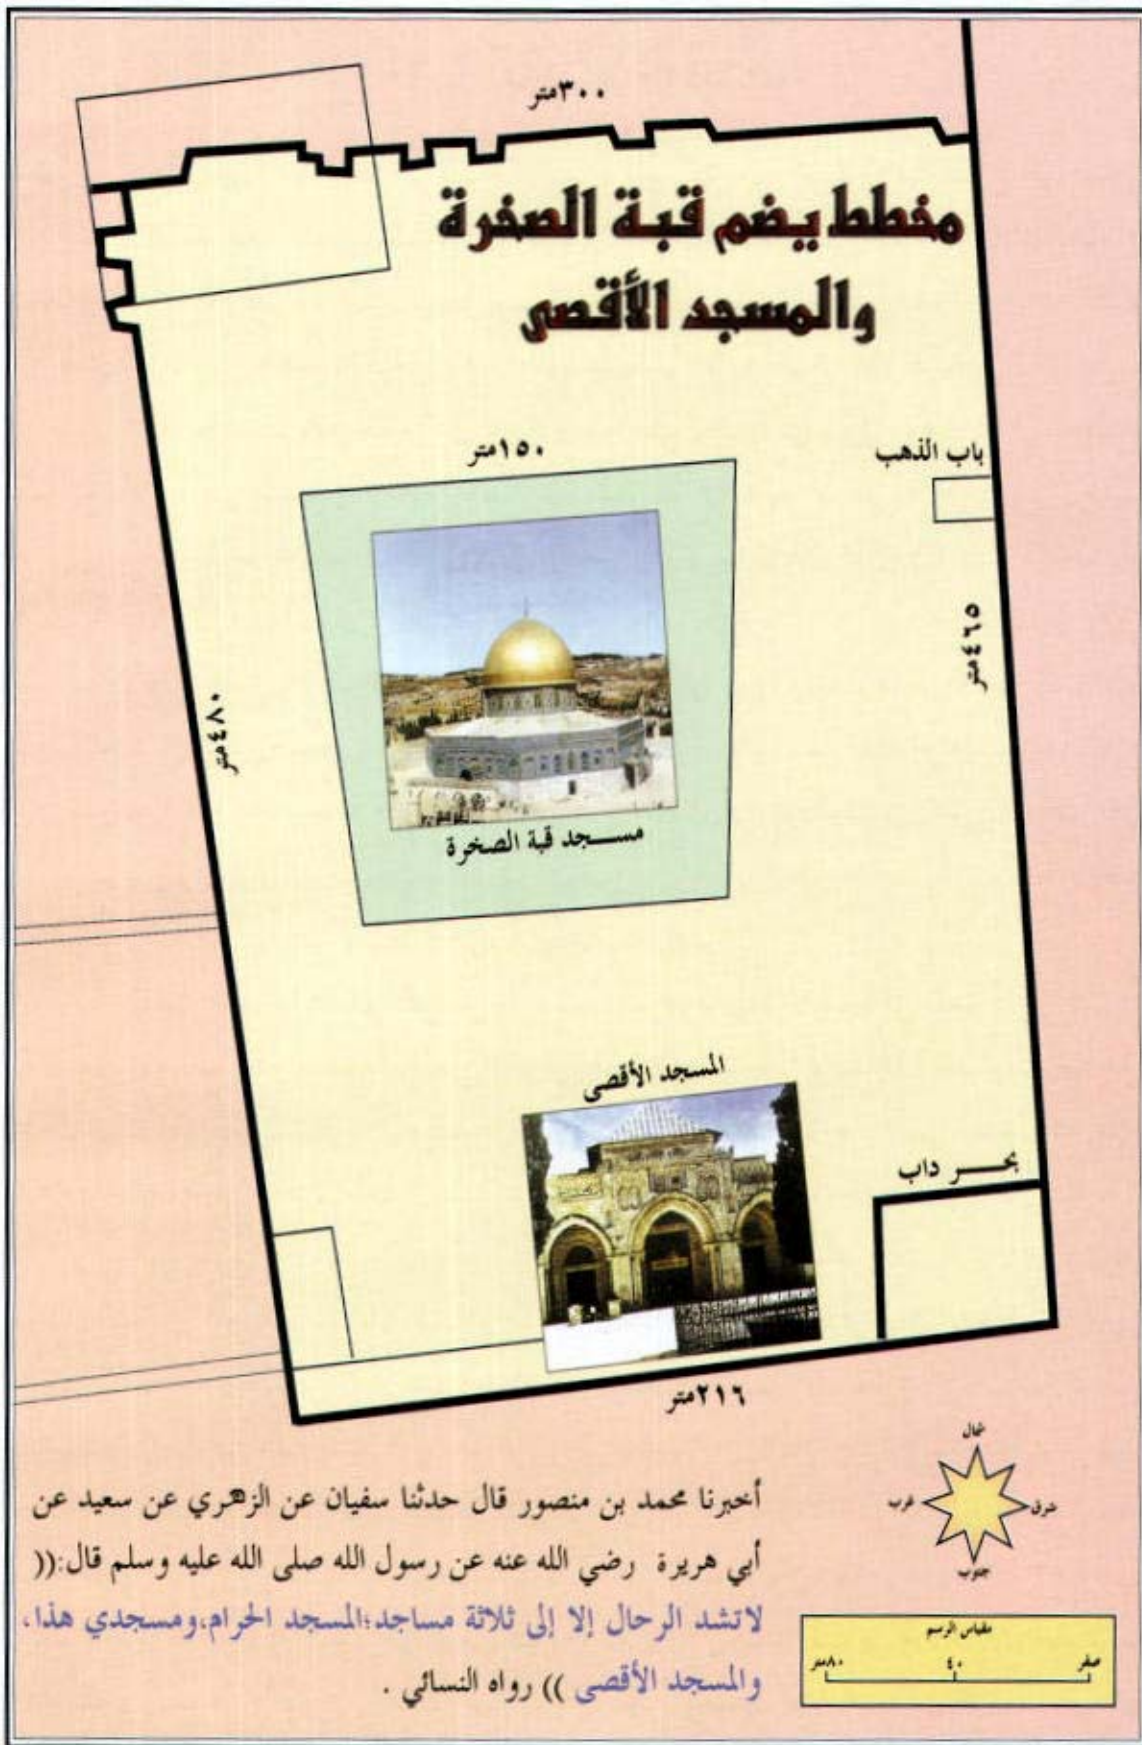 ٣٠٠متر
مخطط يضم قبة الصخرة
والمسجد الأقصى
١٥٠متر
باب الذهب
٤٦٥متر
٤٨٠متر
مســـجد قبة الصخرة
المسجد الأقصى
بحـــر داب
٢١٦متر
شمال
شرق
غرب
جنوب
أخبرنا محمد بن منصور قال حدثنا سفيان عن الزهري عن سعيد عن
أبي هريرة رضي الله عنه عن رسول الله صلى الله عليه وسلم قال:((
لاتشد الرحال إلا إلى ثلاثة مساجد؛المسجد الحرام،ومسجدي هذا،
والمسجد الأقصى )) رواه النسائي .
مقياس الرسم
صفر ٤٠ ٨٠متر